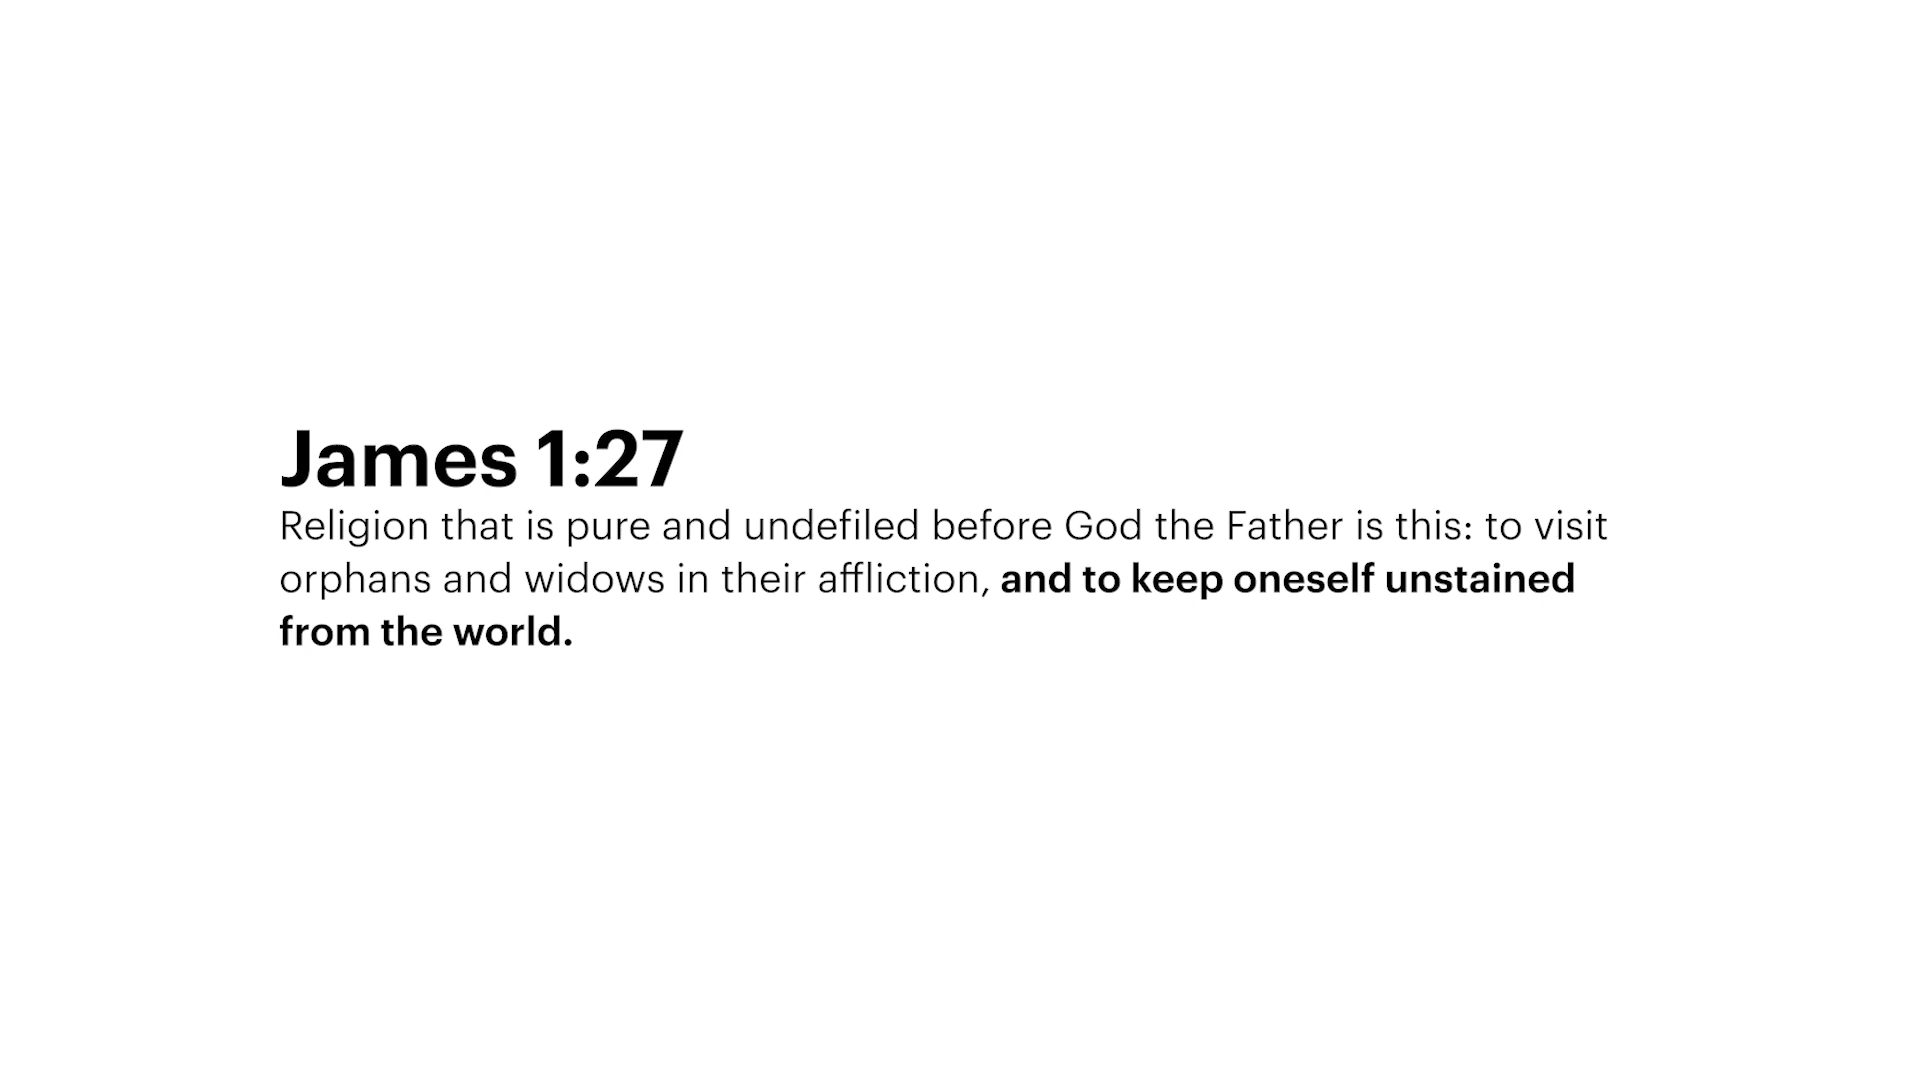 James 1:27
Religion that is pure and undefiled before God the Father is this: to visit
orphans and widows in their affliction, and to keep oneself unstained
from the world.